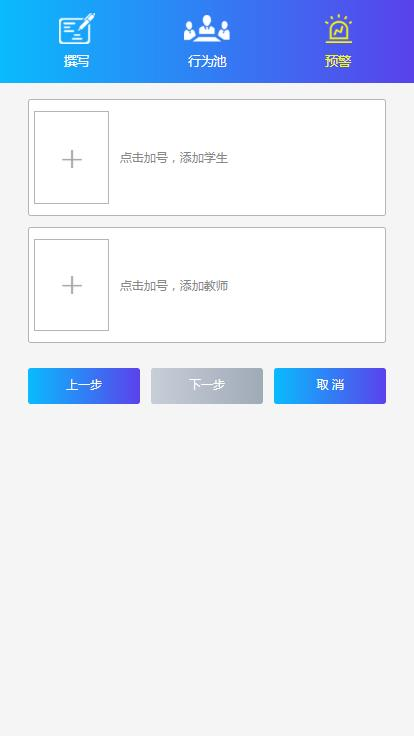 撰写
行为池
预警
点击加号，添加学生
点击加号，添加教师
上一步
下一步
取 消